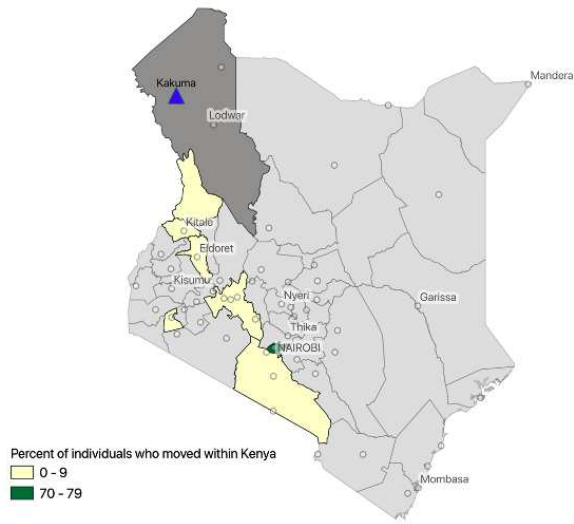 Mandera
Kakuma
Lodwar
Kitale
Eldoret
Kisumu
Nyeri
Garissa
Thika
NAIROBI
Percent of individuals who moved within Kenya
0 - 9
70 - 79
Mombasa